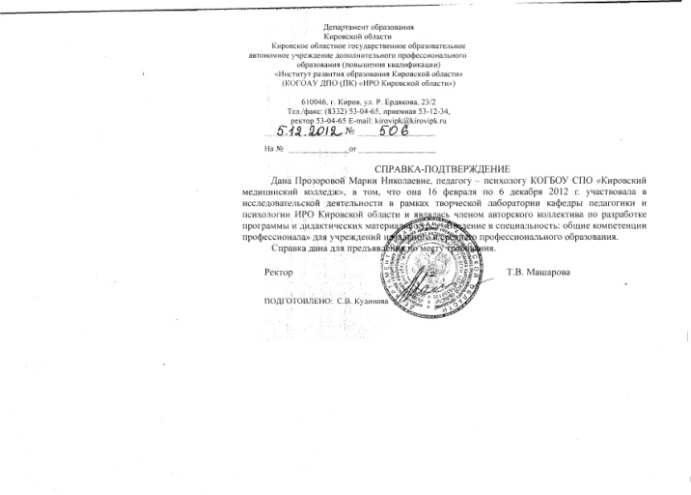 Департамент образования
Кировской области
Кировское областное государственное образовательное
автономное учреждение дополнительного профессионального
образования (повышения квалификации)
«Институт развития образования Кировской области»
(КОГОАУ ДПО (ПК) «ИРО Кировской области»)
610046, г. Киров, ул. Р. Ердякова, 23/2
Тел./факс: (8332) 53-04-65, приемная 53-12-34,
ректор 53-04-65 E-mail: kirovipk@kirovipk.ru
5.12.2012 № 506
На № от
СПРАВКА-ПОДТВЕРЖДЕНИЕ
Дана Прозоровой Марии Николаевне, педагогу – психологу КОГБОУ СПО «Кировский
медицинский колледж», в том, что она 16 февраля по 6 декабря 2012 г. участвовала в
исследовательской деятельности в рамках творческой лаборатории кафедры педагогики и
психологии ИРО Кировской области и являлась членом авторского коллектива по разработке
программы и дидактических материалов в специальность: общие компетенции
профессионала» для учреждений и среднего профессионального образования.
Справка дана для предъявления по месту требования.
Ректор Т.В. Машарова
ПОДГОТОВЛЕНО: С.В. Кудинова